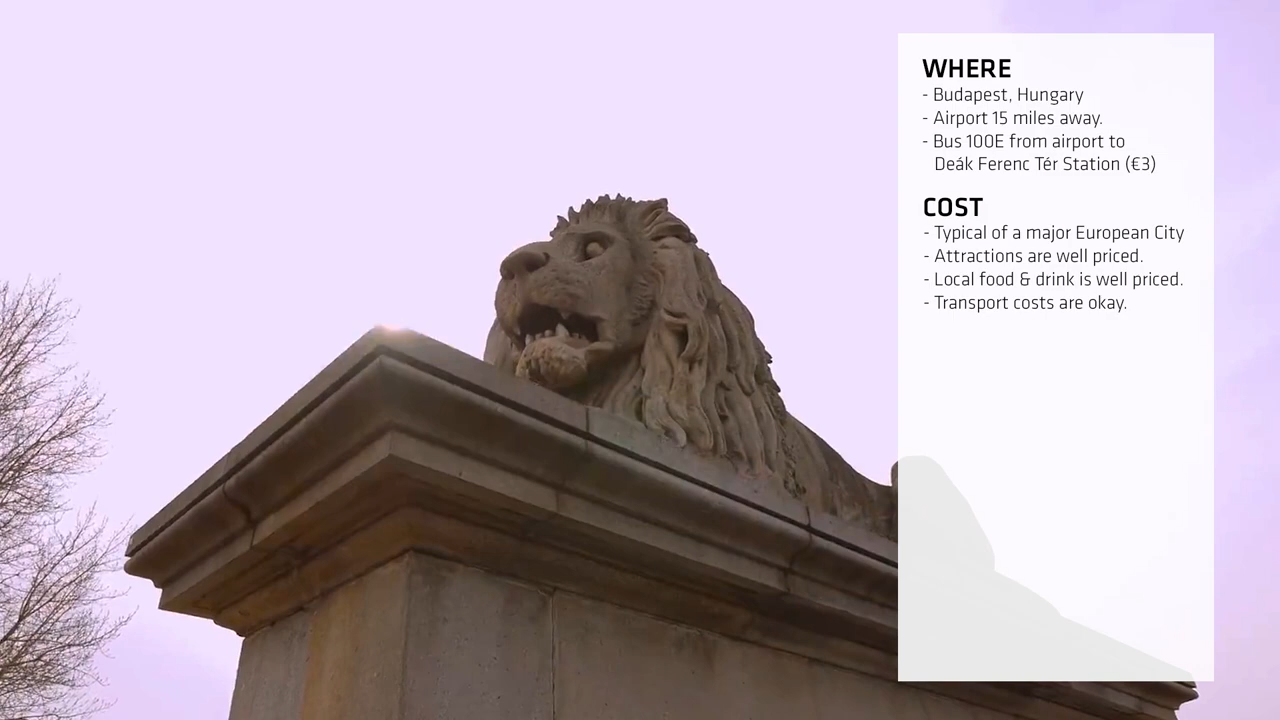 WHERE
- Budapest, Hungary
- Airport 15 miles away.
- Bus 100E from airport to
Deák Ferenc Tér Station (€3)
COST
- Typical of a major European City
- Attractions are well priced.
- Local food & drink is well priced.
- Transport costs are okay.